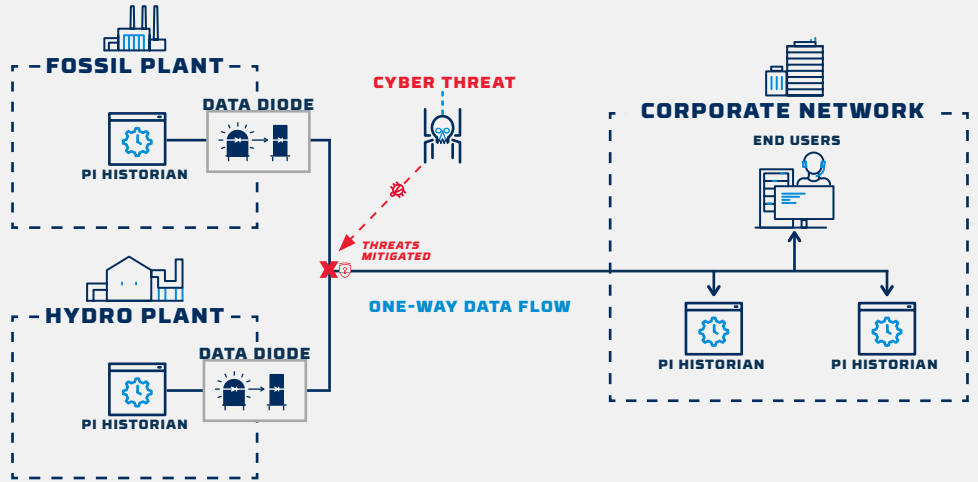 FOSSIL PLANT
DATA DIODE
PI HISTORIAN
CYBER THREAT
THREATS
MITIGATED
HYDRO PLANT
DATA DIODE
PI HISTORIAN
ONE-WAY DATA FLOW
CORPORATE NETWORK
END USERS
PI HISTORIAN
PI HISTORIAN